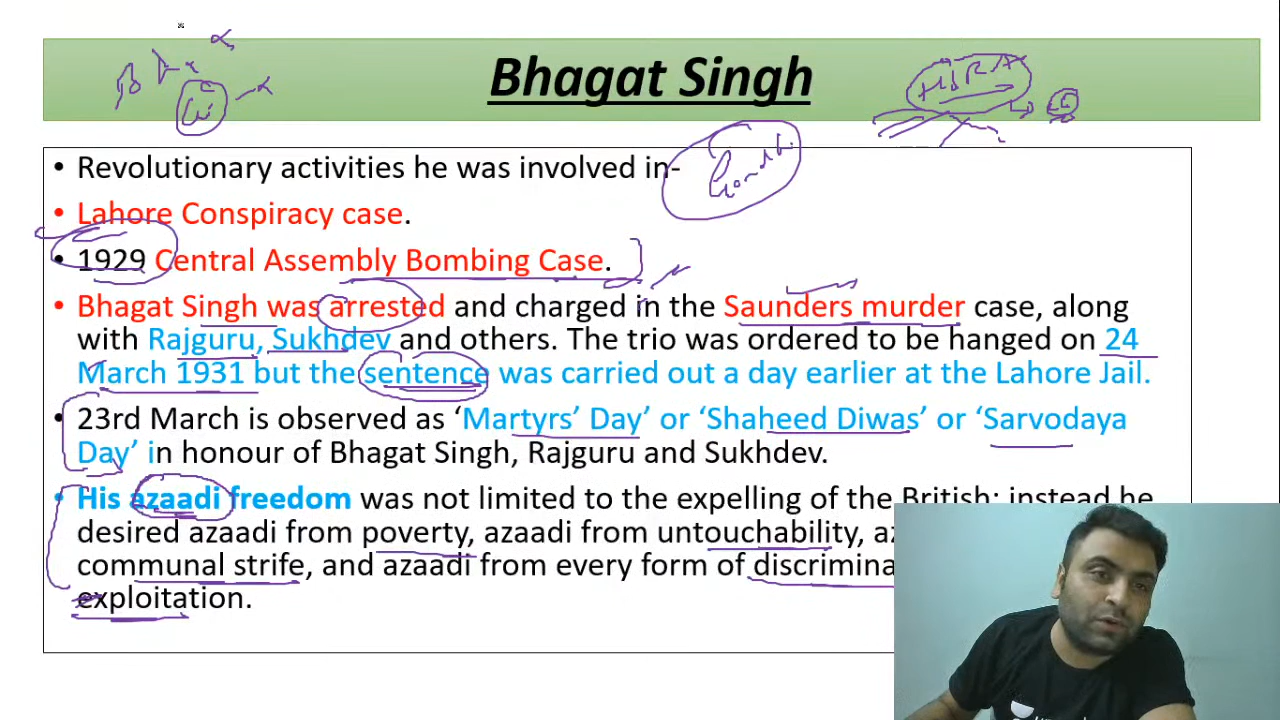 Bhagat Singh
HSRA
• Revolutionary activities he was involved in-
Gandhi
• Lahore Conspiracy case.
• 1929 Central Assembly Bombing Case.
• Bhagat Singh was arrested and charged in the Saunders murder case, along
with Rajguru, Sukhdev and others. The trio was ordered to be hanged on 24
March 1931 but the sentence was carried out a day earlier at the Lahore Jail.
• 23rd March is observed as ‘Martyrs’ Day’ or ‘Shaheed Diwas’ or ‘Sarvodaya
Day’ in honour of Bhagat Singh, Rajguru and Sukhdev.
• His azaadi freedom was not limited to the expelling of the British; instead he
desired azaadi from poverty, azaadi from untouchability,
communal strife, and azaadi from every form of
exploitation.